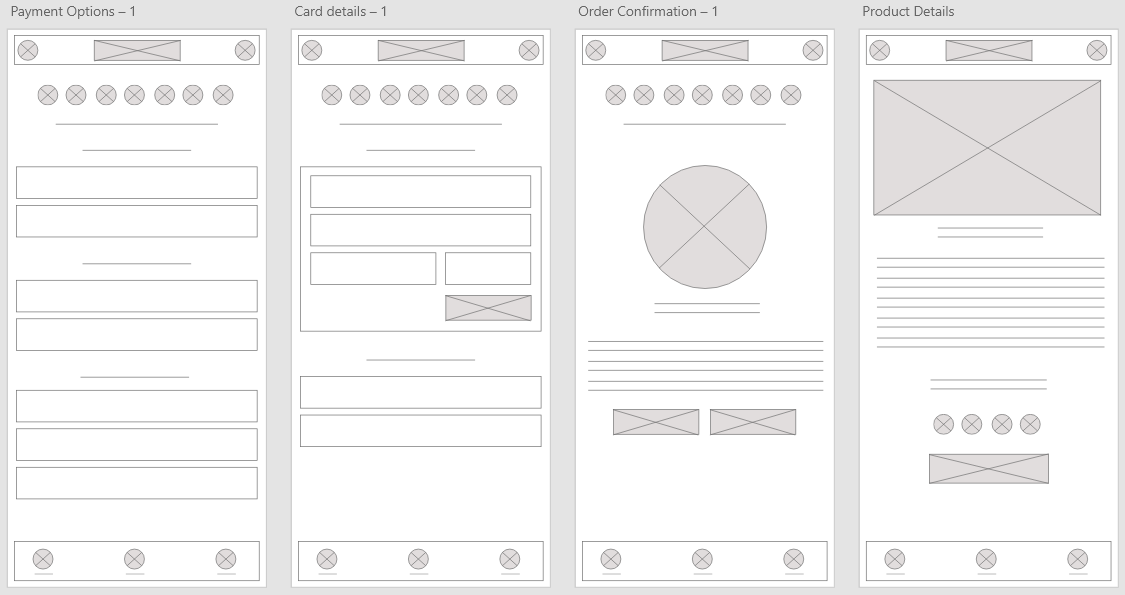 Payment Options – 1
Card details – 1
Order Confirmation – 1
Product Details